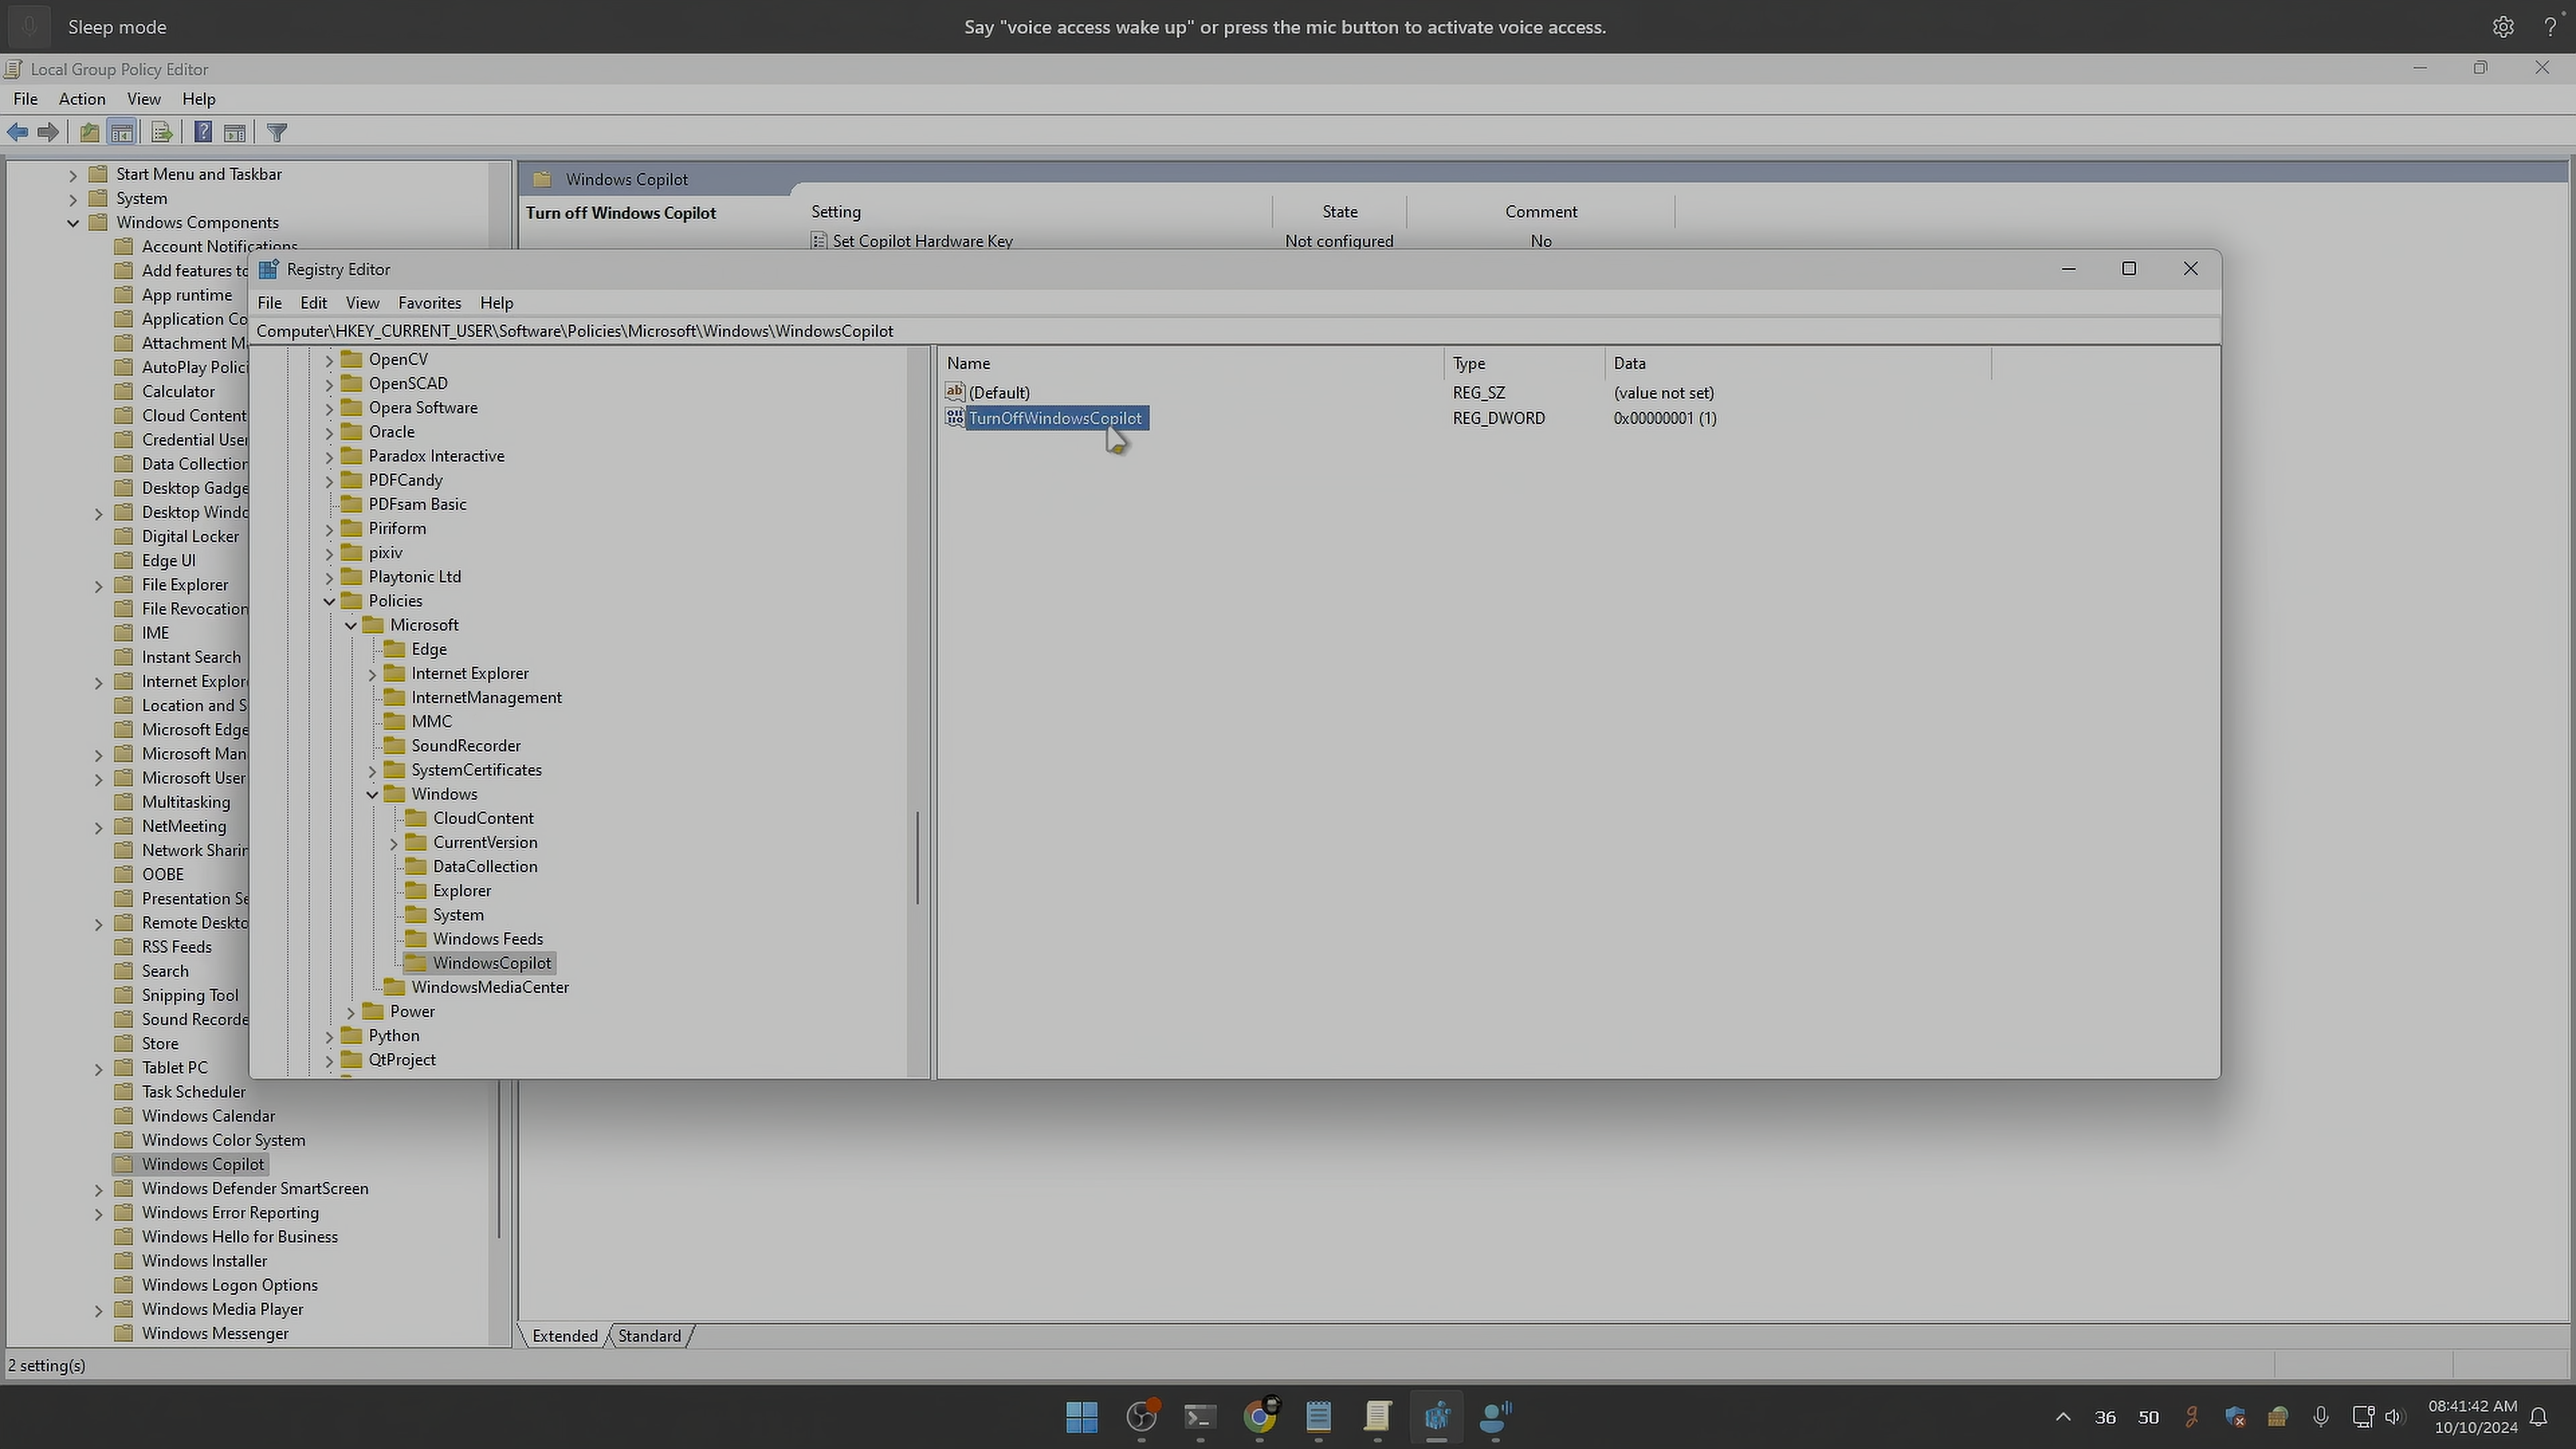 Sleep mode
Say "voice access wake up" or press the mic button to activate voice access.
Local Group Policy Editor
File Action View Help
Start Menu and Taskbar
System
Windows Components
Account Notifications
Add features to
App runtime
Application Co
Attachment M
AutoPlay Polici
Calculator
Cloud Content
Credential User
Data Collection
Desktop Gadge
Desktop Windo
Digital Locker
Edge UI
File Explorer
File Revocation
IME
Instant Search
Internet Explor
Location and S
Microsoft Edge
Microsoft Man
Microsoft User
Multitasking
NetMeeting
Network Sharin
OOBE
Presentation Se
Remote Deskto
RSS Feeds
Search
Snipping Tool
Sound Recorde
Store
Tablet PC
Task Scheduler
Windows Calendar
Windows Color System
Windows Copilot
Windows Defender SmartScreen
Windows Error Reporting
Windows Hello for Business
Windows Installer
Windows Logon Options
Windows Media Player
Windows Messenger
Windows Copilot
Turn off Windows Copilot
Setting State Comment
Set Copilot Hardware Key Not configured No
Registry Editor
File Edit View Favorites Help
Computer\HKEY_CURRENT_USER\Software\Policies\Microsoft\Windows\WindowsCopilot
OpenCV
OpenSCAD
Opera Software
Oracle
Paradox Interactive
PDFCandy
PDFsam Basic
Piriform
pixiv
Playtonic Ltd
Policies
Microsoft
Edge
Internet Explorer
InternetManagement
MMC
SoundRecorder
SystemCertificates
Windows
CloudContent
CurrentVersion
DataCollection
Explorer
System
Windows Feeds
WindowsCopilot
WindowsMediaCenter
Power
Python
QtProject
Name Type Data
(Default) REG_SZ (value not set)
TurnOffWindowsCopilot REG_DWORD 0x00000001 (1)
Extended Standard
2 setting(s)
36 50
08:41:42 AM
10/10/2024